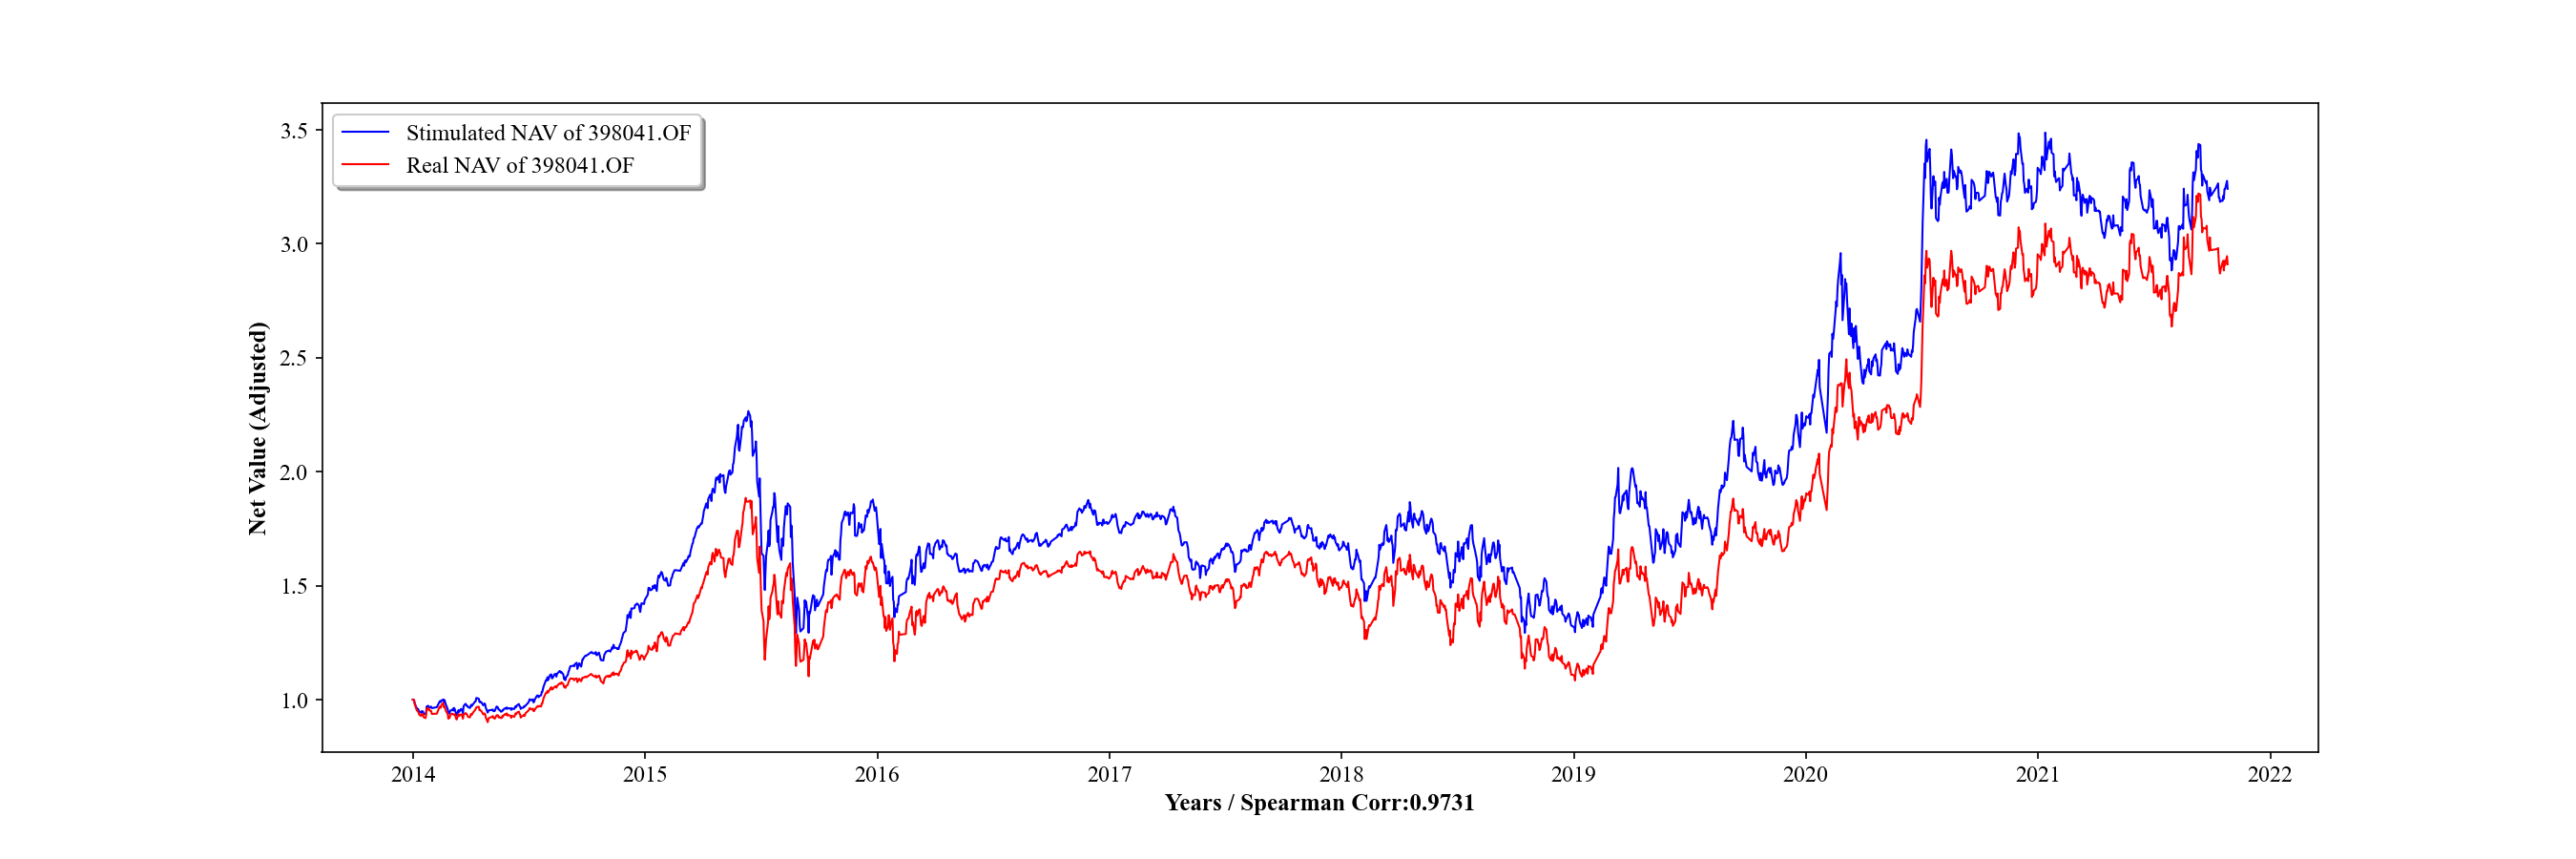 Stimulated NAV of 398041.OF
Real NAV of 398041.OF
3.5
3.0
2.5
2.0
1.5
1.0
Net Value (Adjusted)
2014 2015 2016 2017 2018 2019 2020 2021 2022
Years / Spearman Corr:0.9731